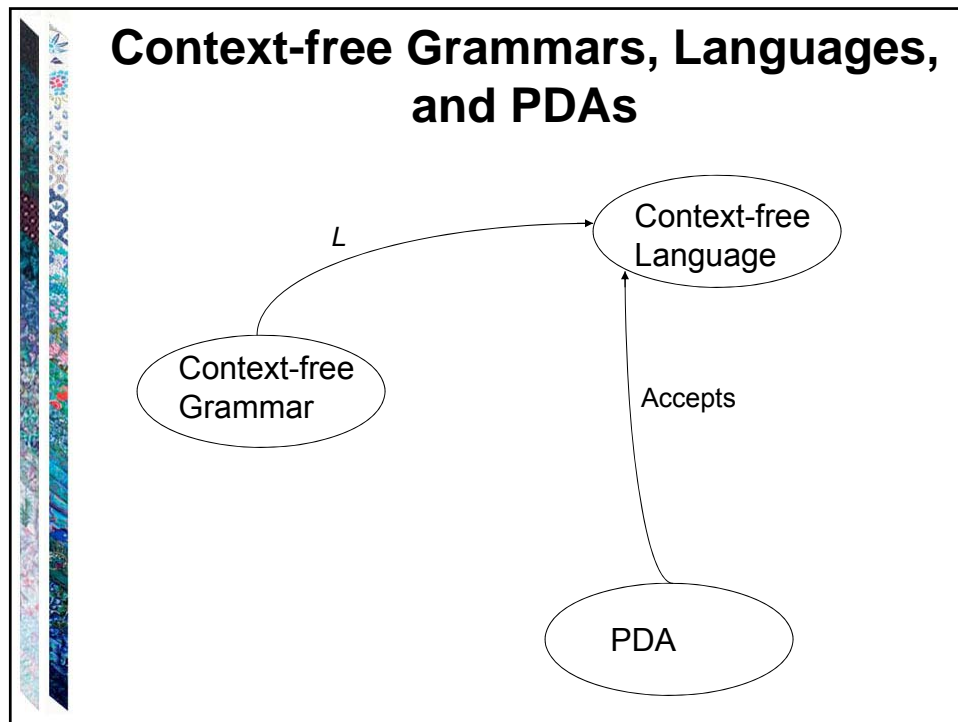 Context-free Grammars, Languages,
and PDAs
L
Context-free
Language
Context-free
Grammar
Accepts
PDA